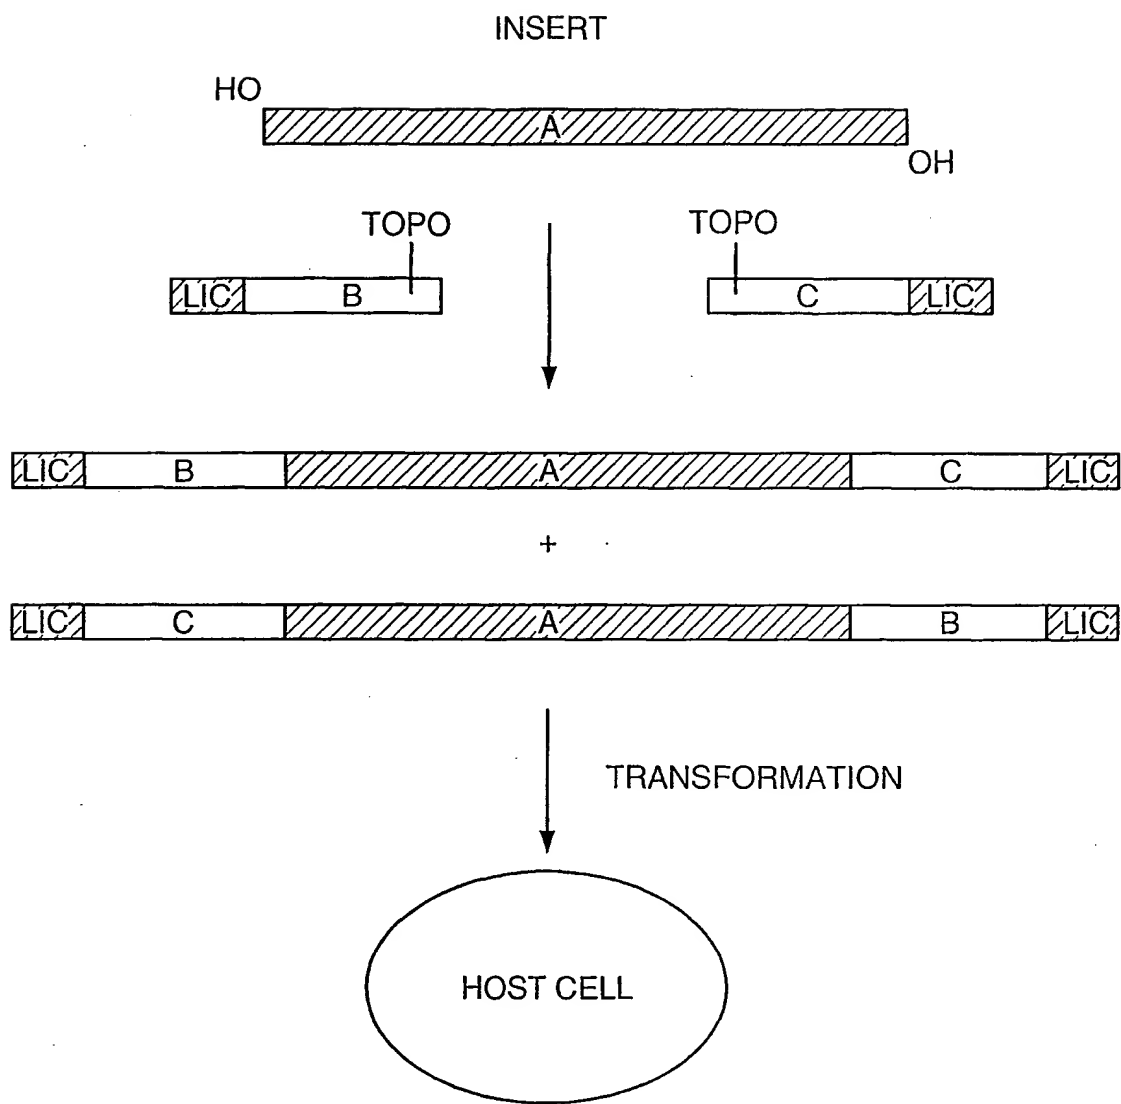 INSERT
HO
A
OH
TOPO TOPO
LIC B C LIC
LIC B A C LIC
+
LIC C A B LIC
TRANSFORMATION
HOST CELL